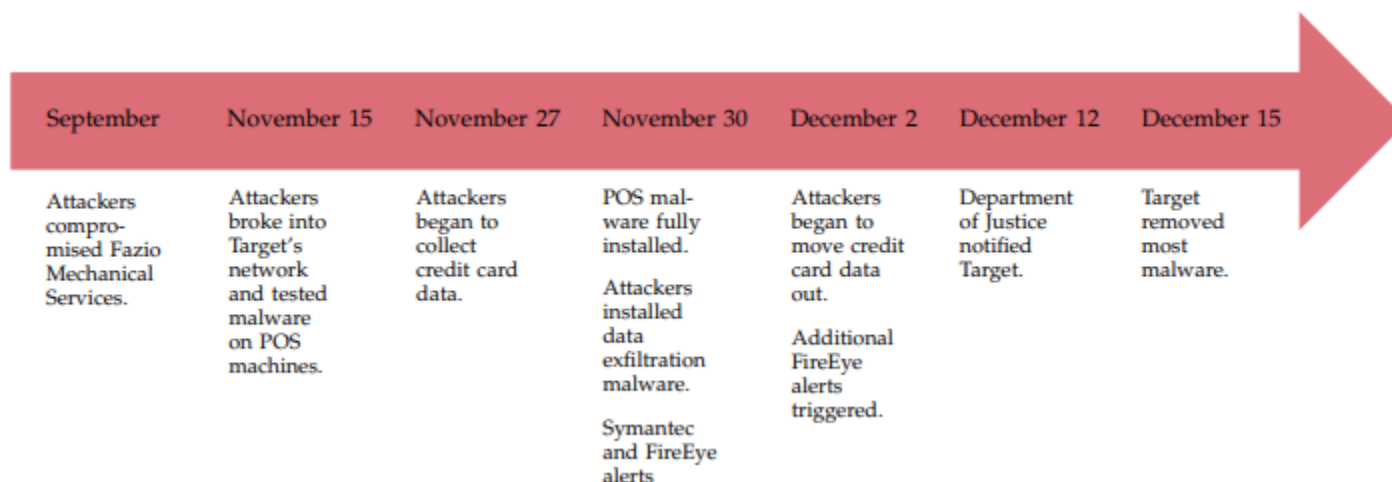 September
November 15
November 27
November 30
December 2
December 12
December 15
Attackers
compro-
mised Fazio
Mechanical
Services.
Attackers
broke into
Target's
network
and tested
malware
on POS
machines.
Attackers
began to
collect
credit card
data.
POS mal-
ware fully
installed.
Attackers
installed
data
exfiltration
malware.
Symantec
and FireEye
alerts
Attackers
began to
move credit
card data
out.
Additional
FireEye
alerts
triggered.
Department
of Justice
notified
Target.
Target
removed
most
malware.